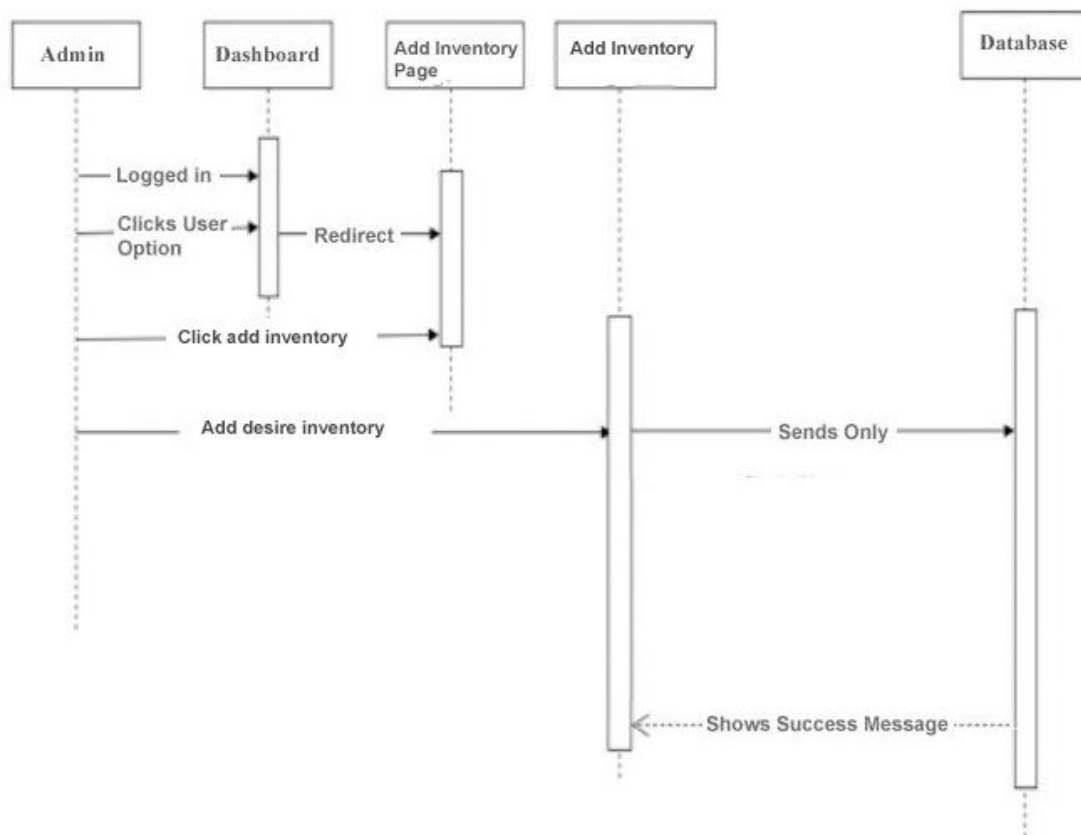 Admin
Dashboard
Add Inventory
Page
Add Inventory
Database
Logged in
Clicks User
Option
Redirect
Click add inventory
Add desire inventory
Sends Only
Shows Success Message